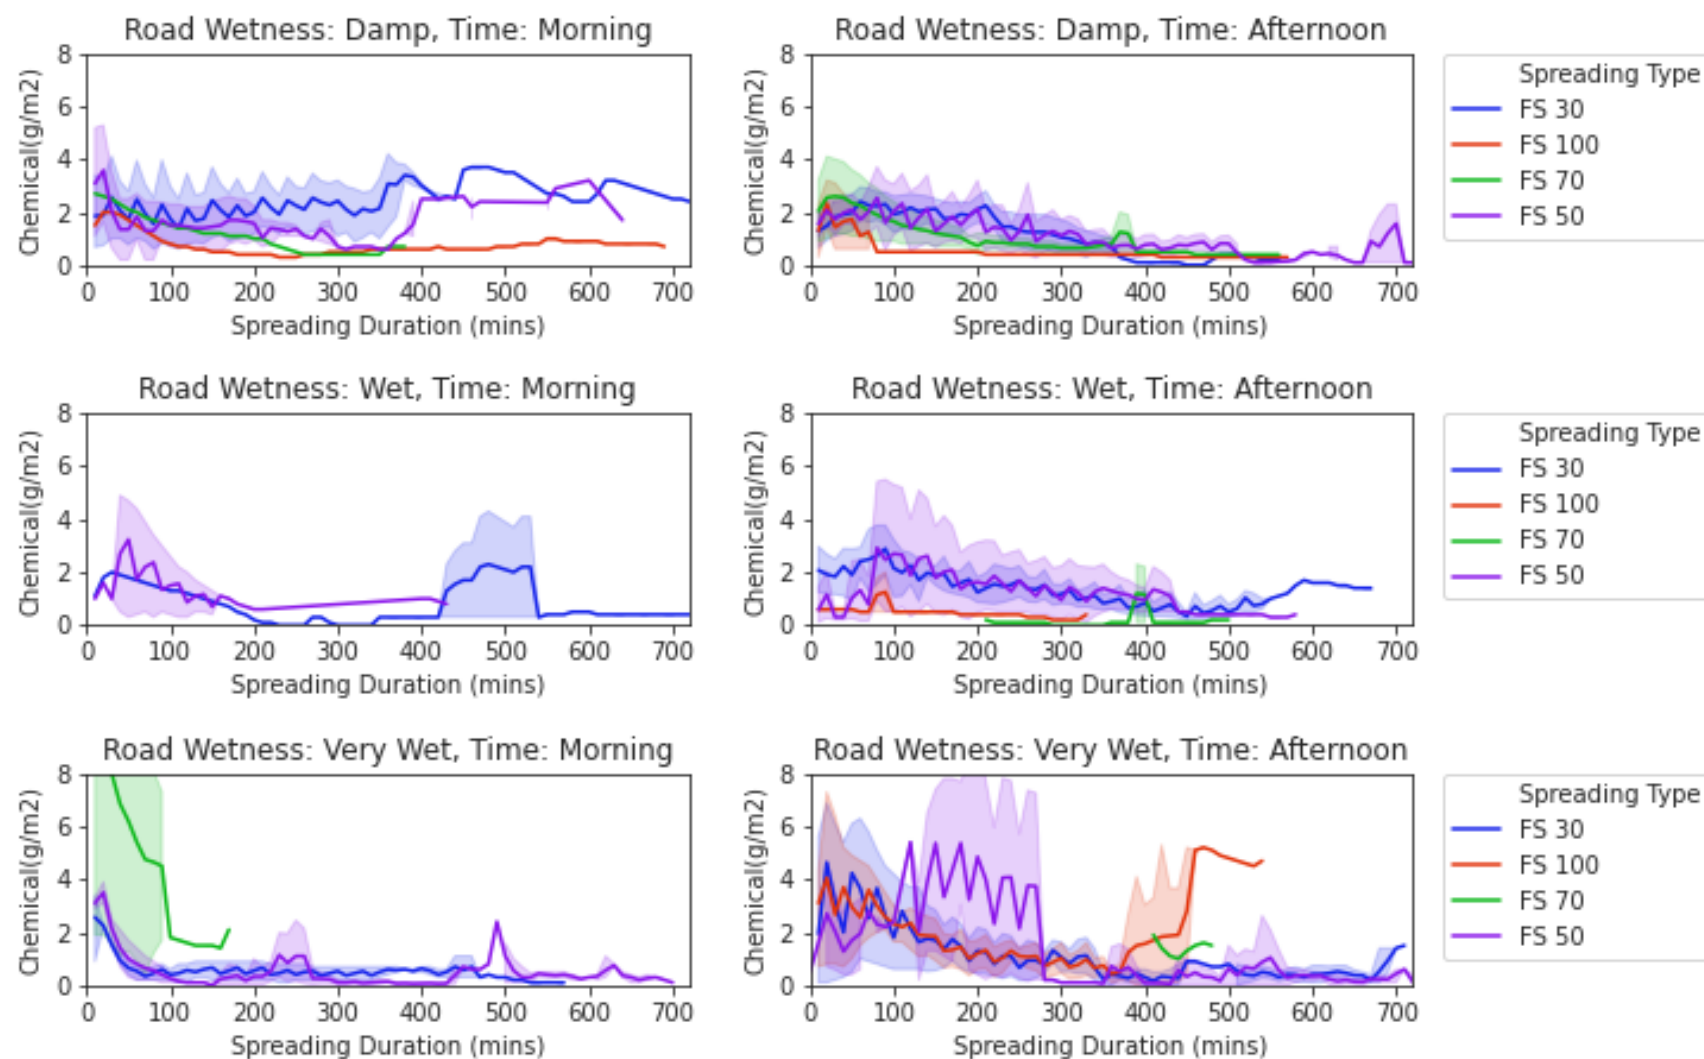 Road Wetness: Damp, Time: Morning
Chemical(g/m2)
8
6
4
2
0
0 100 200 300 400 500 600 700
Spreading Duration (mins)
Road Wetness: Damp, Time: Afternoon
Chemical(g/m2)
8
6
4
2
0
0 100 200 300 400 500 600 700
Spreading Duration (mins)
Spreading Type
FS 30
FS 100
FS 70
FS 50
Road Wetness: Wet, Time: Morning
Chemical(g/m2)
8
6
4
2
0
0 100 200 300 400 500 600 700
Spreading Duration (mins)
Road Wetness: Wet, Time: Afternoon
Chemical(g/m2)
8
6
4
2
0
0 100 200 300 400 500 600 700
Spreading Duration (mins)
Spreading Type
FS 30
FS 100
FS 70
FS 50
Road Wetness: Very Wet, Time: Morning
Chemical(g/m2)
8
6
4
2
0
0 100 200 300 400 500 600 700
Spreading Duration (mins)
Road Wetness: Very Wet, Time: Afternoon
Chemical(g/m2)
8
6
4
2
0
0 100 200 300 400 500 600 700
Spreading Duration (mins)
Spreading Type
FS 30
FS 100
FS 70
FS 50